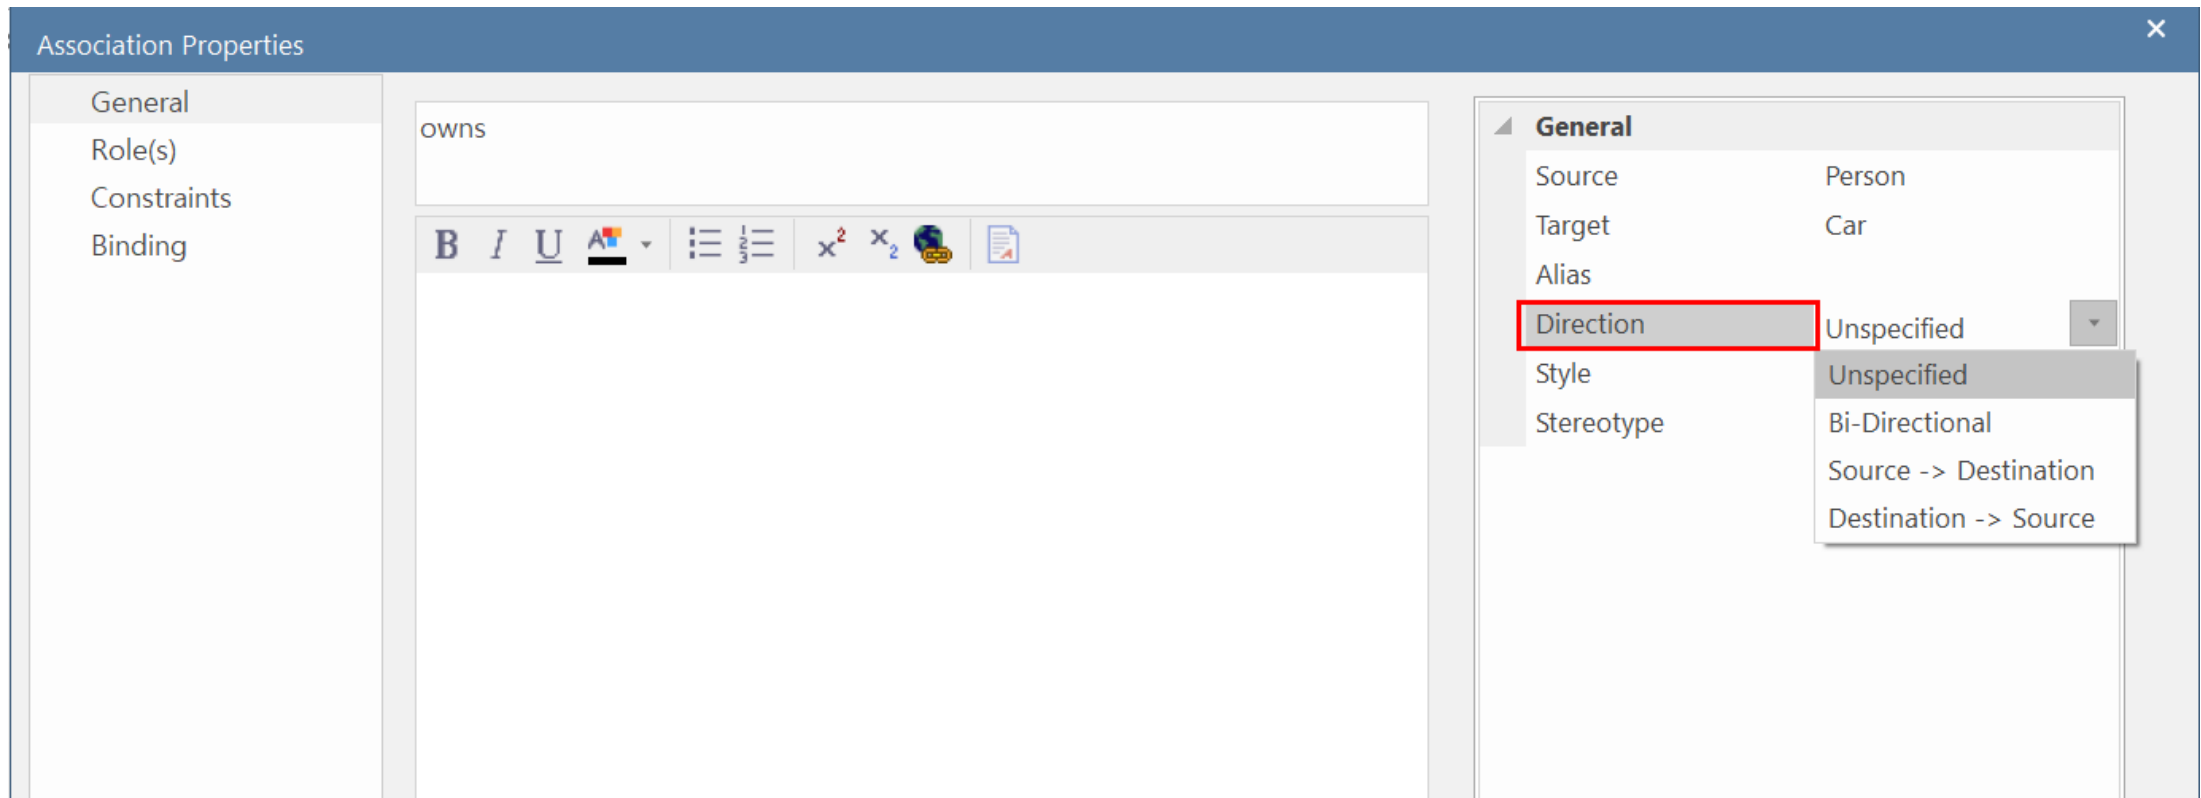 Association Properties
General
Role(s)
Constraints
Binding
owns
General
Source Person
Target Car
Alias
Direction Unspecified
Style
Stereotype
Unspecified
Bi-Directional
Source -> Destination
Destination -> Source